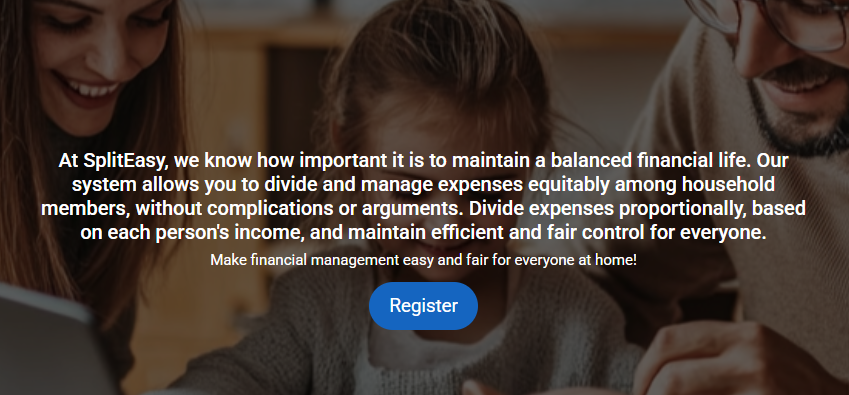 At SplitEasy, we know how important it is to maintain a balanced financial life. Our
system allows you to divide and manage expenses equitably among household
members, without complications or arguments. Divide expenses proportionally, based
on each person's income, and maintain efficient and fair control for everyone.
Make financial management easy and fair for everyone at home!
Register